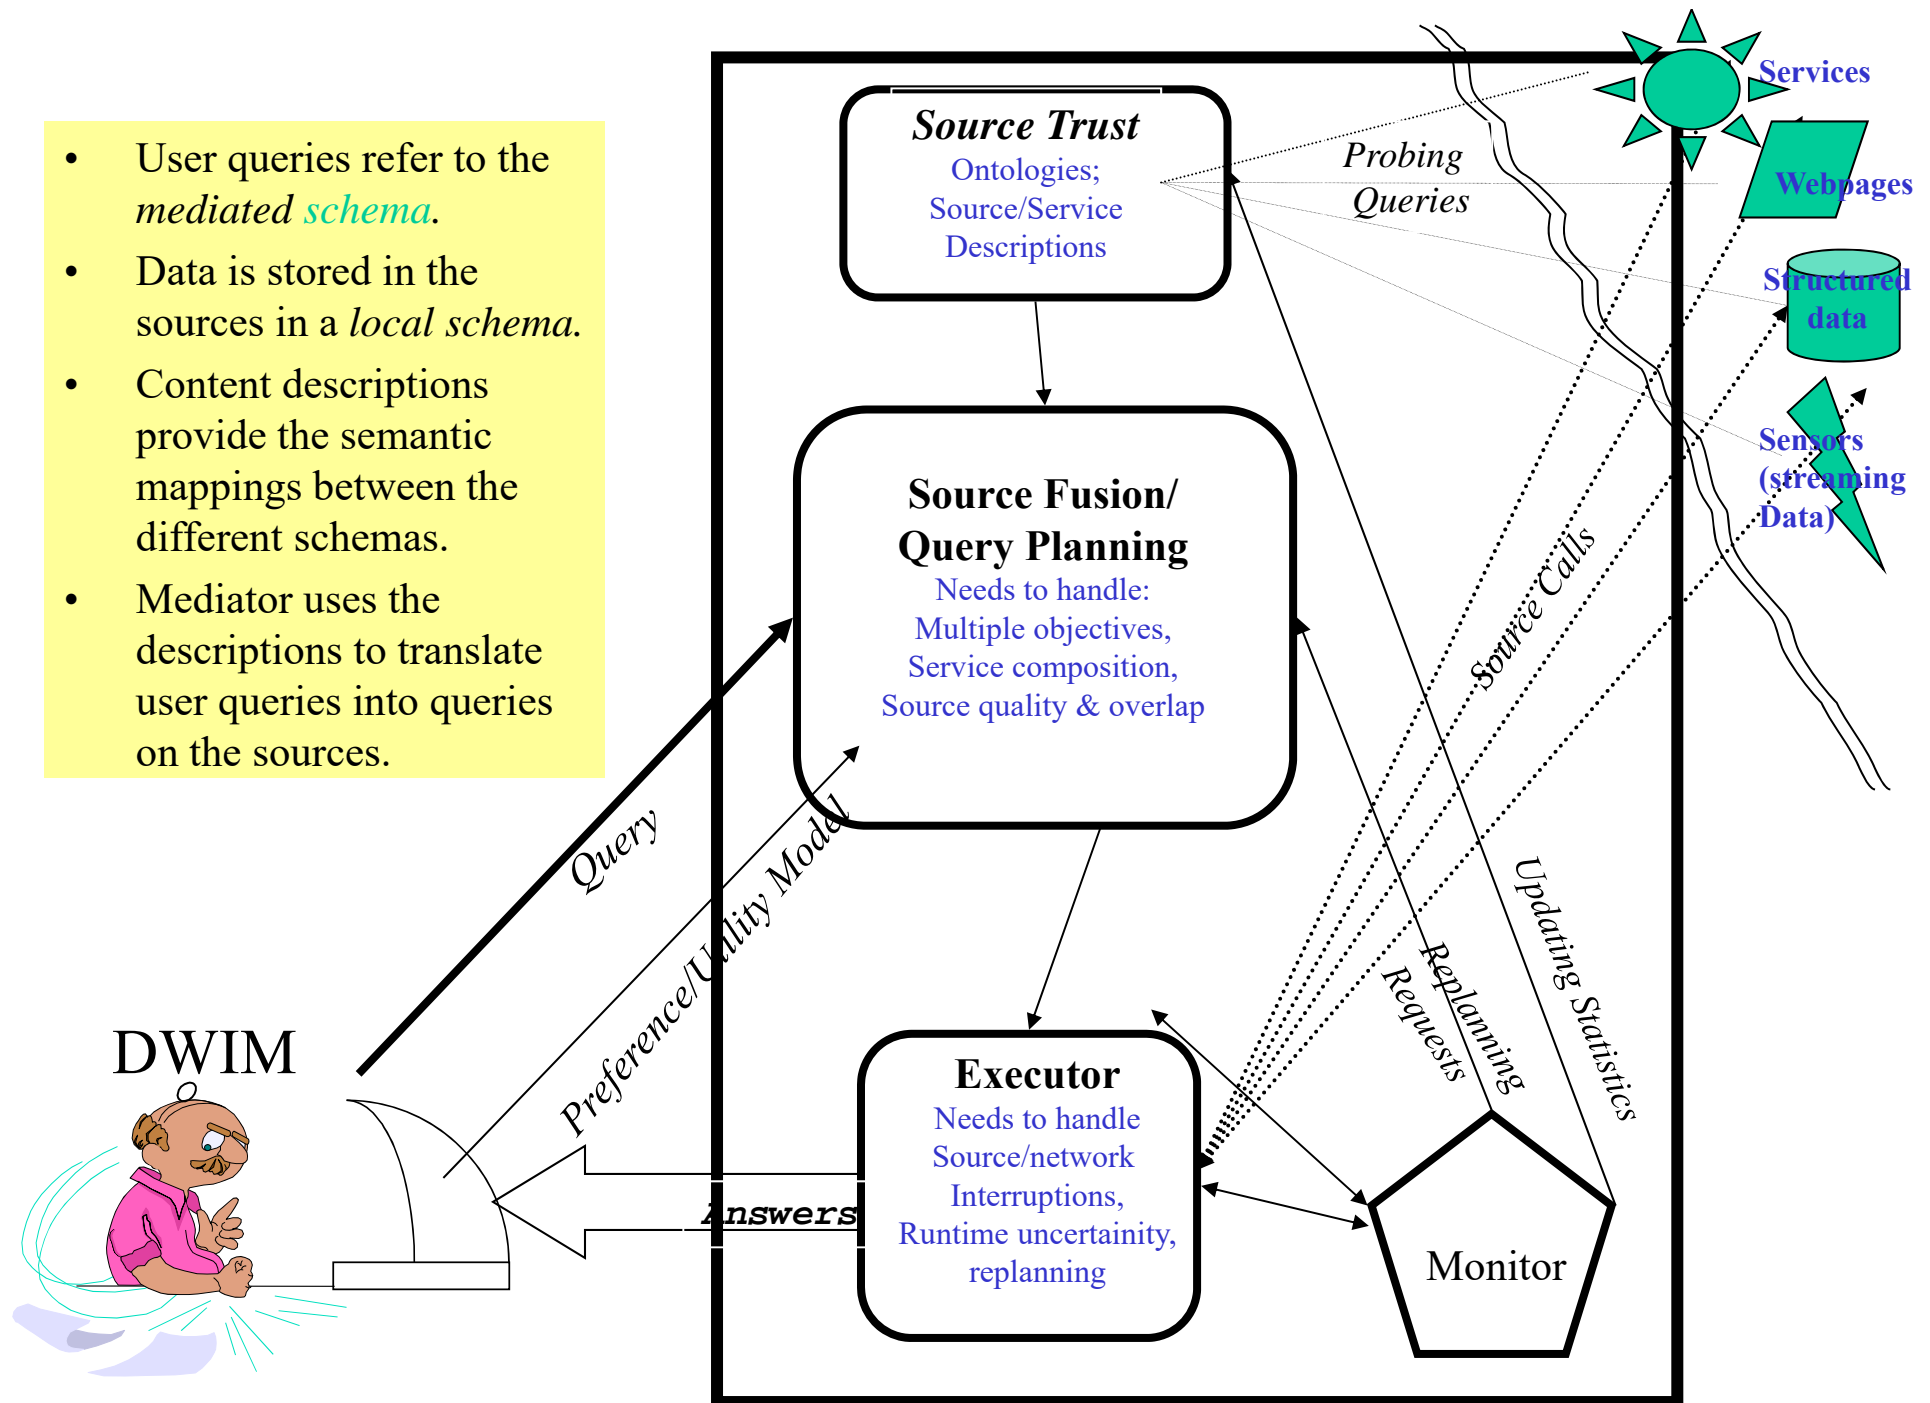 • User queries refer to the
mediated schema.
• Data is stored in the
sources in a local schema.
• Content descriptions
provide the semantic
mappings between the
different schemas.
• Mediator uses the
descriptions to translate
user queries into queries
on the sources.
Source Trust
Ontologies;
Source/Service
Descriptions
Probing
Queries
Services
Webpages
Structured
data
Sensors
(streaming
Data)
Source Fusion/
Query Planning
Needs to handle:
Multiple objectives,
Service composition,
Source quality & overlap
Source Calls
Query
Preference/Utility Model
Updating Statistics
Replanning
Requests
DWIM
Executor
Needs to handle
Source/network
Interruptions,
Runtime uncertainity,
replanning
Answers
Monitor